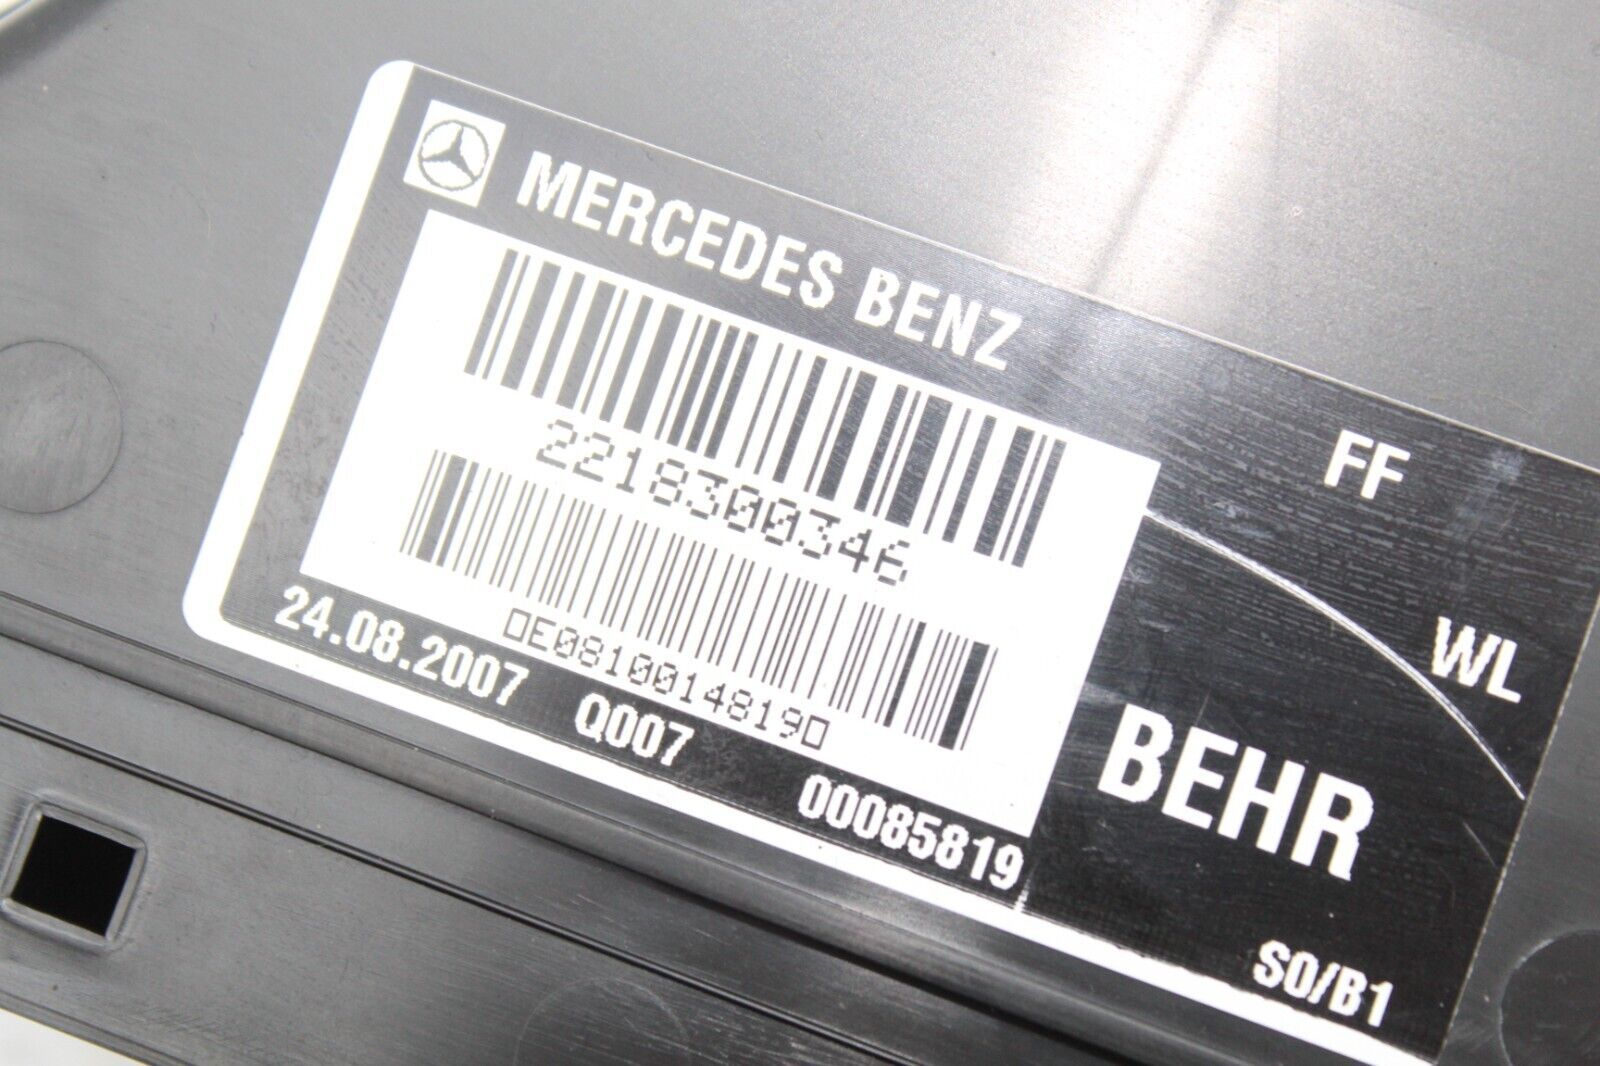 MERCEDES BENZ
2218300346
0E08100148190
24.08.2007 Q007 00085819
FF
WL
BEHR
S0/B1